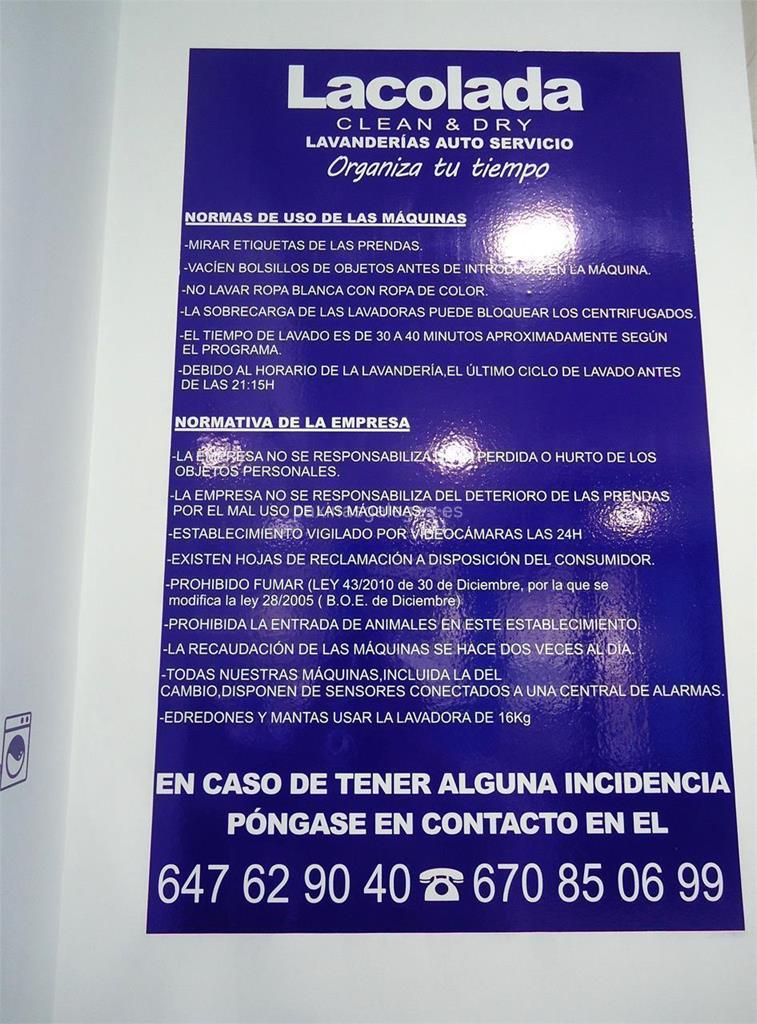 Lacolada
CLEAN & DRY
LAVANDERÍAS AUTO SERVICIO
Organiza tu tiempo
NORMAS DE USO DE LAS MÁQUINAS
-MIRAR ETIQUETAS DE LAS PRENDAS.
-VACÍEN BOLSILLOS DE OBJETOS ANTES DE INTRODUCIR EN LA MÁQUINA.
-NO LAVAR ROPA BLANCA CON ROPA DE COLOR.
-LA SOBRECARGA DE LAS LAVADORAS PUEDE BLOQUEAR LOS CENTRIFUGADOS.
-EL TIEMPO DE LAVADO ES DE 30 A 40 MINUTOS APROXIMADAMENTE SEGÚN
EL PROGRAMA.
-DEBIDO AL HORARIO DE LA LAVANDERÍA,EL ÚLTIMO CICLO DE LAVADO ANTES
DE LAS 21:15H
NORMATIVA DE LA EMPRESA
-LA EMPRESA NO SE RESPONSABILIZA PERDIDA O HURTO DE LOS
OBJETOS PERSONALES.
-LA EMPRESA NO SE RESPONSABILIZA DEL DETERIORO DE LAS PRENDAS
POR EL MAL USO DE LAS MÁQUINAS.
-ESTABLECIMIENTO VIGILADO POR VIDEOCÁMARAS LAS 24H
-EXISTEN HOJAS DE RECLAMACIÓN A DISPOSICIÓN DEL CONSUMIDOR.
-PROHIBIDO FUMAR (LEY 43/2010 de 30 de Diciembre, por la que se
modifica la ley 28/2005 ( B.O.E. de Diciembre)
-PROHIBIDA LA ENTRADA DE ANIMALES EN ESTE ESTABLECIMIENTO.
-LA RECAUDACIÓN DE LAS MÁQUINAS SE HACE DOS VECES AL DÍA.
-TODAS NUESTRAS MÁQUINAS,INCLUIDA LA DEL
CAMBIO,DISPONEN DE SENSORES CONECTADOS A UNA CENTRAL DE ALARMAS.
-EDREDONES Y MANTAS USAR LA LAVADORA DE 16Kg
EN CASO DE TENER ALGUNA INCIDENCIA
PÓNGASE EN CONTACTO EN EL
647 62 90 40 ☎ 670 85 06 99